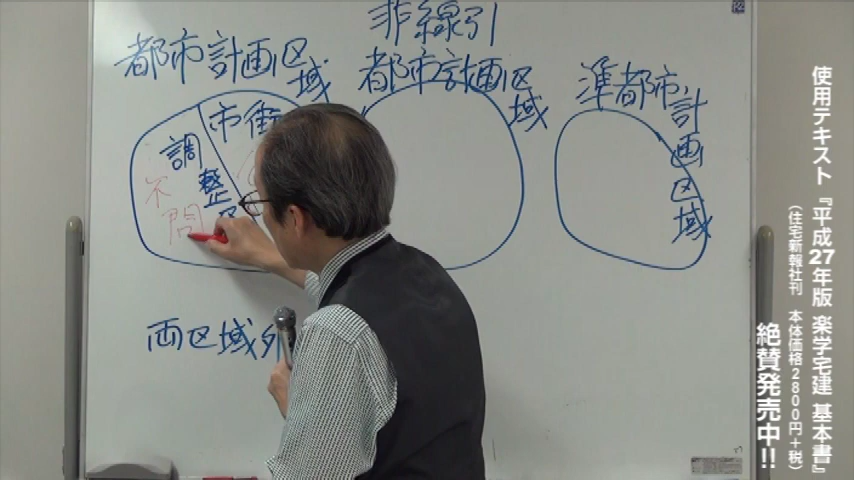 都市計画区域
市街
調整区
不問
非線引
都市計画区域
準都市計画区域
両区域外
使用テキスト『平成27年版 楽学宅建 基本書』
(住宅新報社刊 本体価格2800円+税)
絶賛発売中!!